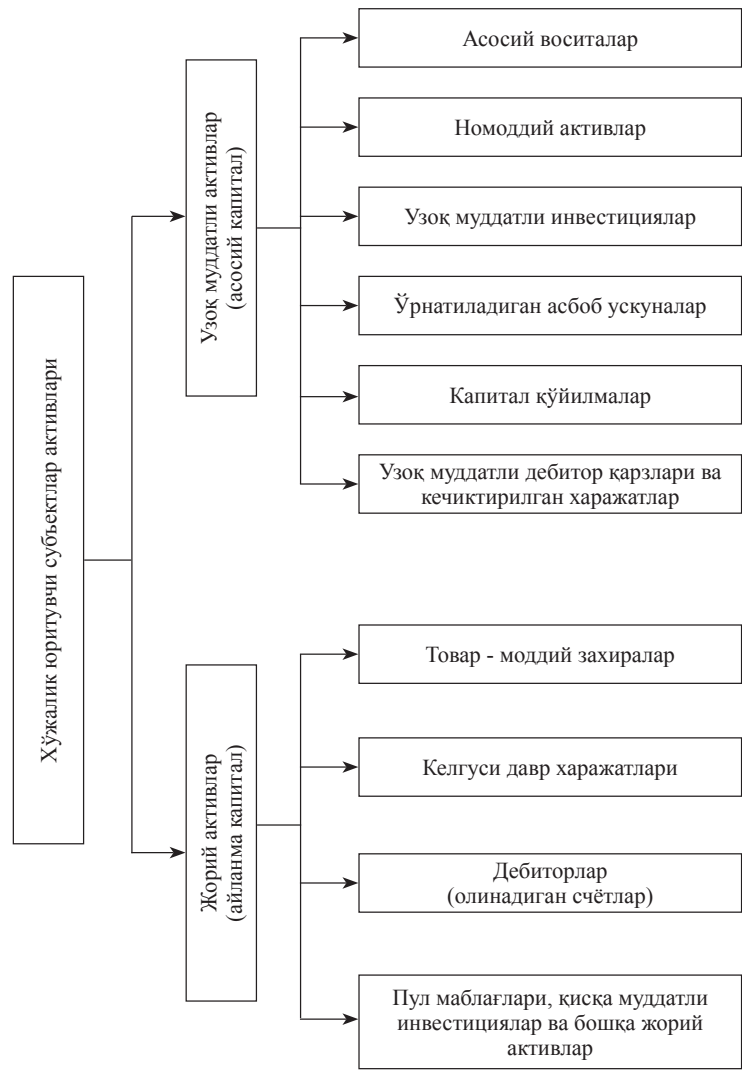 Хўжалик юритувчи субъектлар активлари
Узоқ муддатли активлар
(асосий капитал)
Асосий воситалар
Номоддий активлар
Узоқ муддатли инвестициялар
Ўрнатиладиган асбоб ускуналар
Капитал қўйилмалар
Узоқ муддатли дебитор қарзлари ва
кечиктирилган харажатлар
Жорий активлар
(айланма капитал)
Товар - моддий захиралар
Келгуси давр харажатлари
Дебиторлар
(олинадиган счётлар)
Пул маблағлари, қисқа муддатли
инвестициялар ва бошқа жорий
активлар